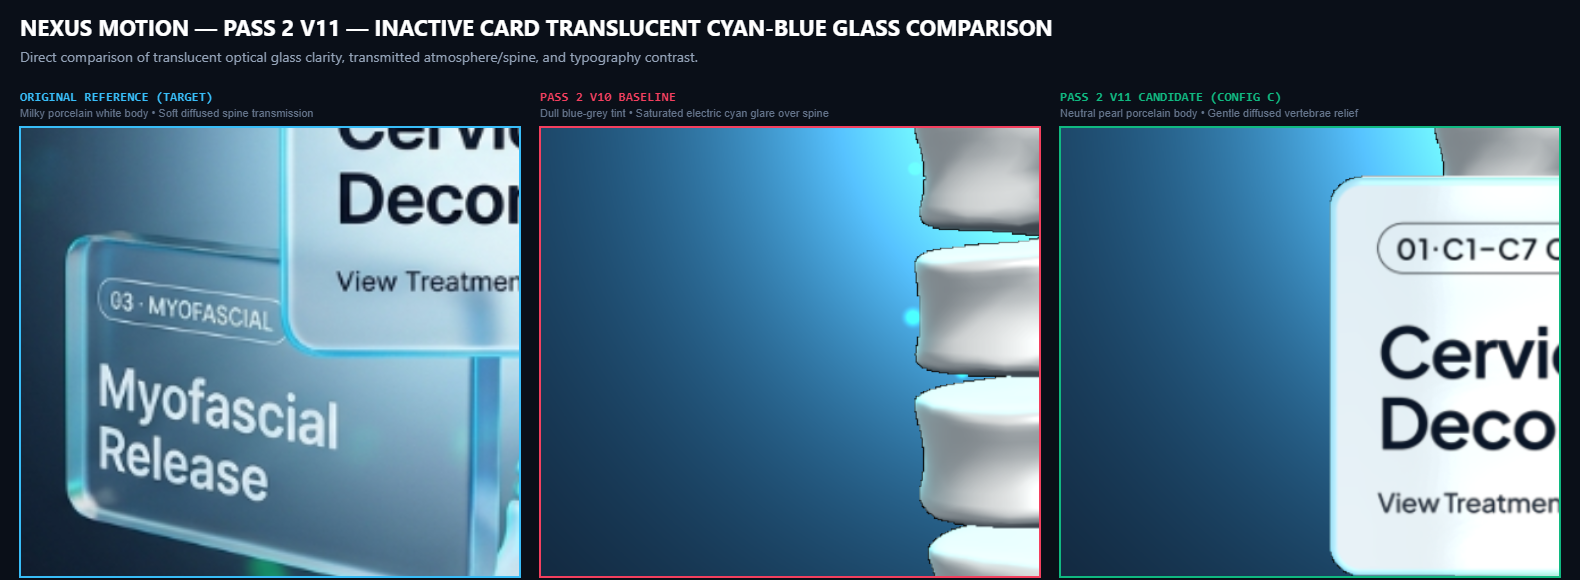 NEXUS MOTION — PASS 2 V11 — INACTIVE CARD TRANSLUCENT CYAN-BLUE GLASS COMPARISON
Direct comparison of translucent optical glass clarity, transmitted atmosphere/spine, and typography contrast.
ORIGINAL REFERENCE (TARGET)
Milky porcelain white body • Soft diffused spine transmission
Cervic
Decor
View Treatmen
03 · MYOFASCIAL
Myofascial
Release
PASS 2 V10 BASELINE
Dull blue-grey tint • Saturated electric cyan glare over spine
PASS 2 V11 CANDIDATE (CONFIG C)
Neutral pearl porcelain body • Gentle diffused vertebrae relief
01·C1–C7 C
Cervic
Deco
View Treatmen